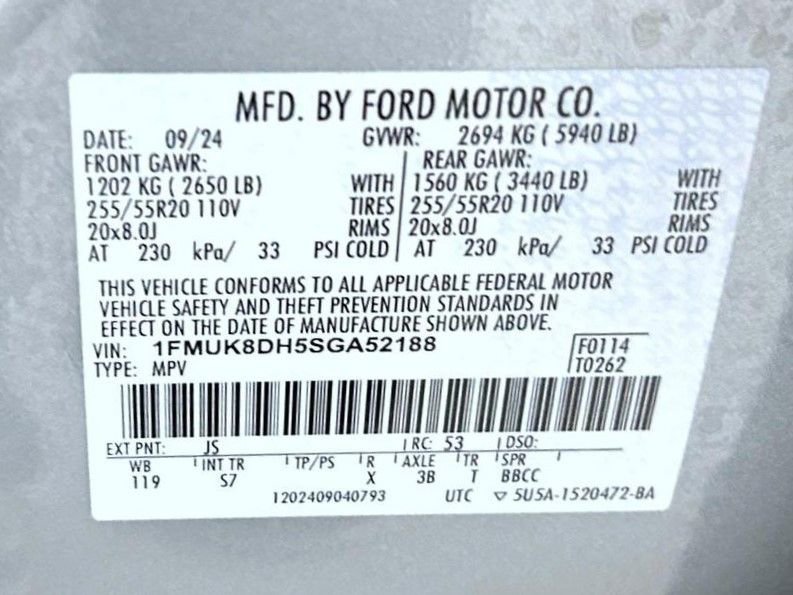 MFD. BY FORD MOTOR CO.
DATE: 09/24 GVWR: 2694 KG ( 5940 LB)
FRONT GAWR: REAR GAWR:
1202 KG ( 2650 LB) WITH 1560 KG ( 3440 LB) WITH
255/55R20 110V TIRES 255/55R20 110V TIRES
20x8.0J RIMS 20x8.0J RIMS
AT 230 kPa/ 33 PSI COLD AT 230 kPa/ 33 PSI COLD
THIS VEHICLE CONFORMS TO ALL APPLICABLE FEDERAL MOTOR
VEHICLE SAFETY AND THEFT PREVENTION STANDARDS IN
EFFECT ON THE DATE OF MANUFACTURE SHOWN ABOVE.
VIN: 1FMUK8DH5SGA52188 F0114
TYPE: MPV T0262
EXT PNT: JS RC: 53 DSO:
WB INT TR TP/PS R AXLE TR SPR
119 S7 X 3B T BBCC
1202409040793 UTC ▽ 5U5A-1520472-BA